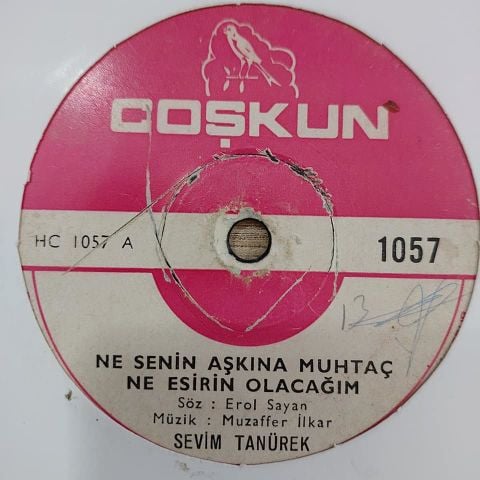 COŞKUN
HC 1057 A
1057
NE SENİN AŞKINA MUHTAÇ
NE ESİRİN OLACAĞIM
Söz : Erol Sayan
Müzik : Muzaffer İlkar
SEVİM TANÜREK